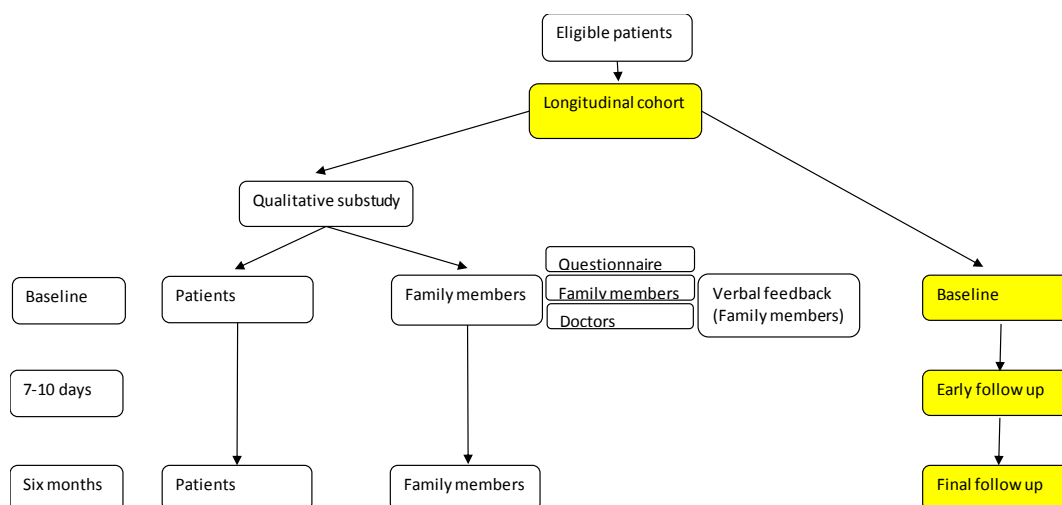 Eligible patients
Longitudinal cohort
Qualitative substudy
Questionnaire
Baseline
Patients
Family members
Family members
Doctors
Verbal feedback
(Family members)
Baseline
7-10 days
Early follow up
Six months
Patients
Family members
Final follow up